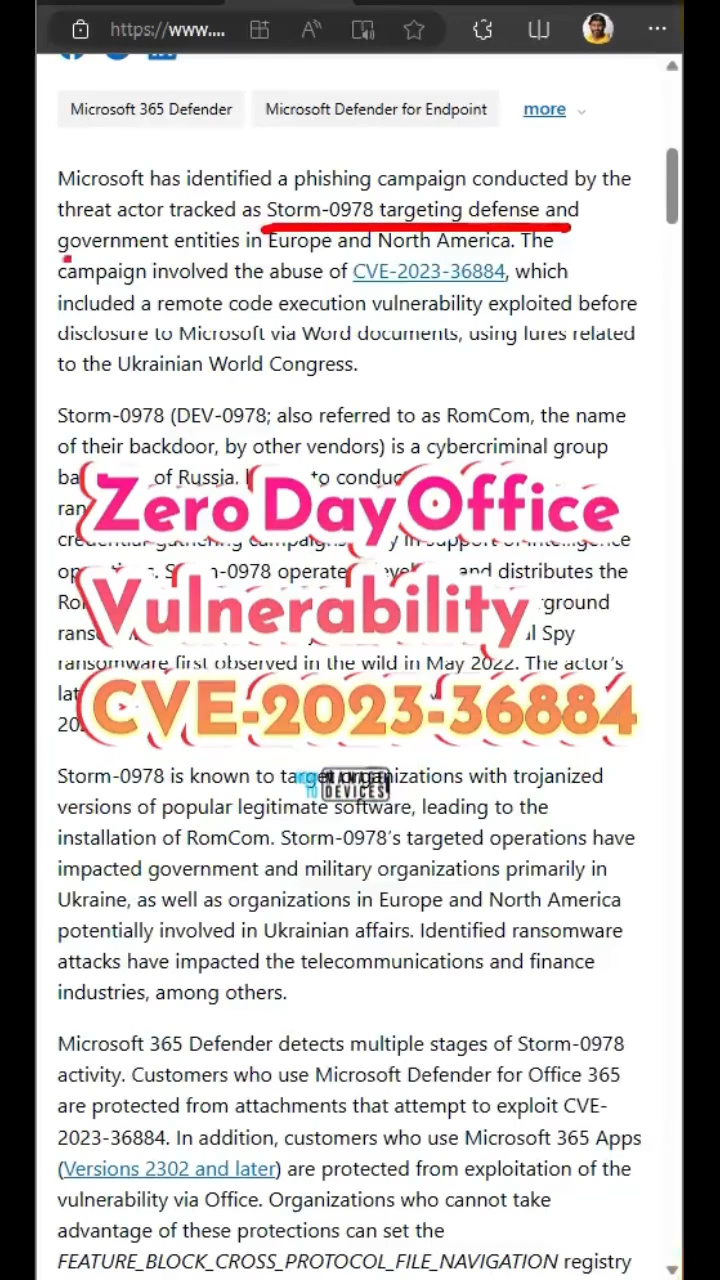 https://www....
Microsoft 365 Defender
Microsoft Defender for Endpoint
more
Microsoft has identified a phishing campaign conducted by the
threat actor tracked as Storm-0978 targeting defense and
government entities in Europe and North America. The
campaign involved the abuse of CVE-2023-36884, which
included a remote code execution vulnerability exploited before
disclosure to Microsoft via Word documents, using lures related
to the Ukrainian World Congress.
Storm-0978 (DEV-0978; also referred to as RomCom, the name
of their backdoor, by other vendors) is a cybercriminal group
of Russia. to
Zero Day Office
-0978 and distributes the
Vulnerability
Spy
ransomware first observed in the wild in May 2022. The actor's
CVE-2023-36884
Storm-0978 is known to target organizations with trojanized
DEVICES
versions of popular legitimate software, leading to the
installation of RomCom. Storm-0978's targeted operations have
impacted government and military organizations primarily in
Ukraine, as well as organizations in Europe and North America
potentially involved in Ukrainian affairs. Identified ransomware
attacks have impacted the telecommunications and finance
industries, among others.
Microsoft 365 Defender detects multiple stages of Storm-0978
activity. Customers who use Microsoft Defender for Office 365
are protected from attachments that attempt to exploit CVE-
2023-36884. In addition, customers who use Microsoft 365 Apps
(Versions 2302 and later) are protected from exploitation of the
vulnerability via Office. Organizations who cannot take
advantage of these protections can set the
FEATURE_BLOCK_CROSS_PROTOCOL_FILE_NAVIGATION registry